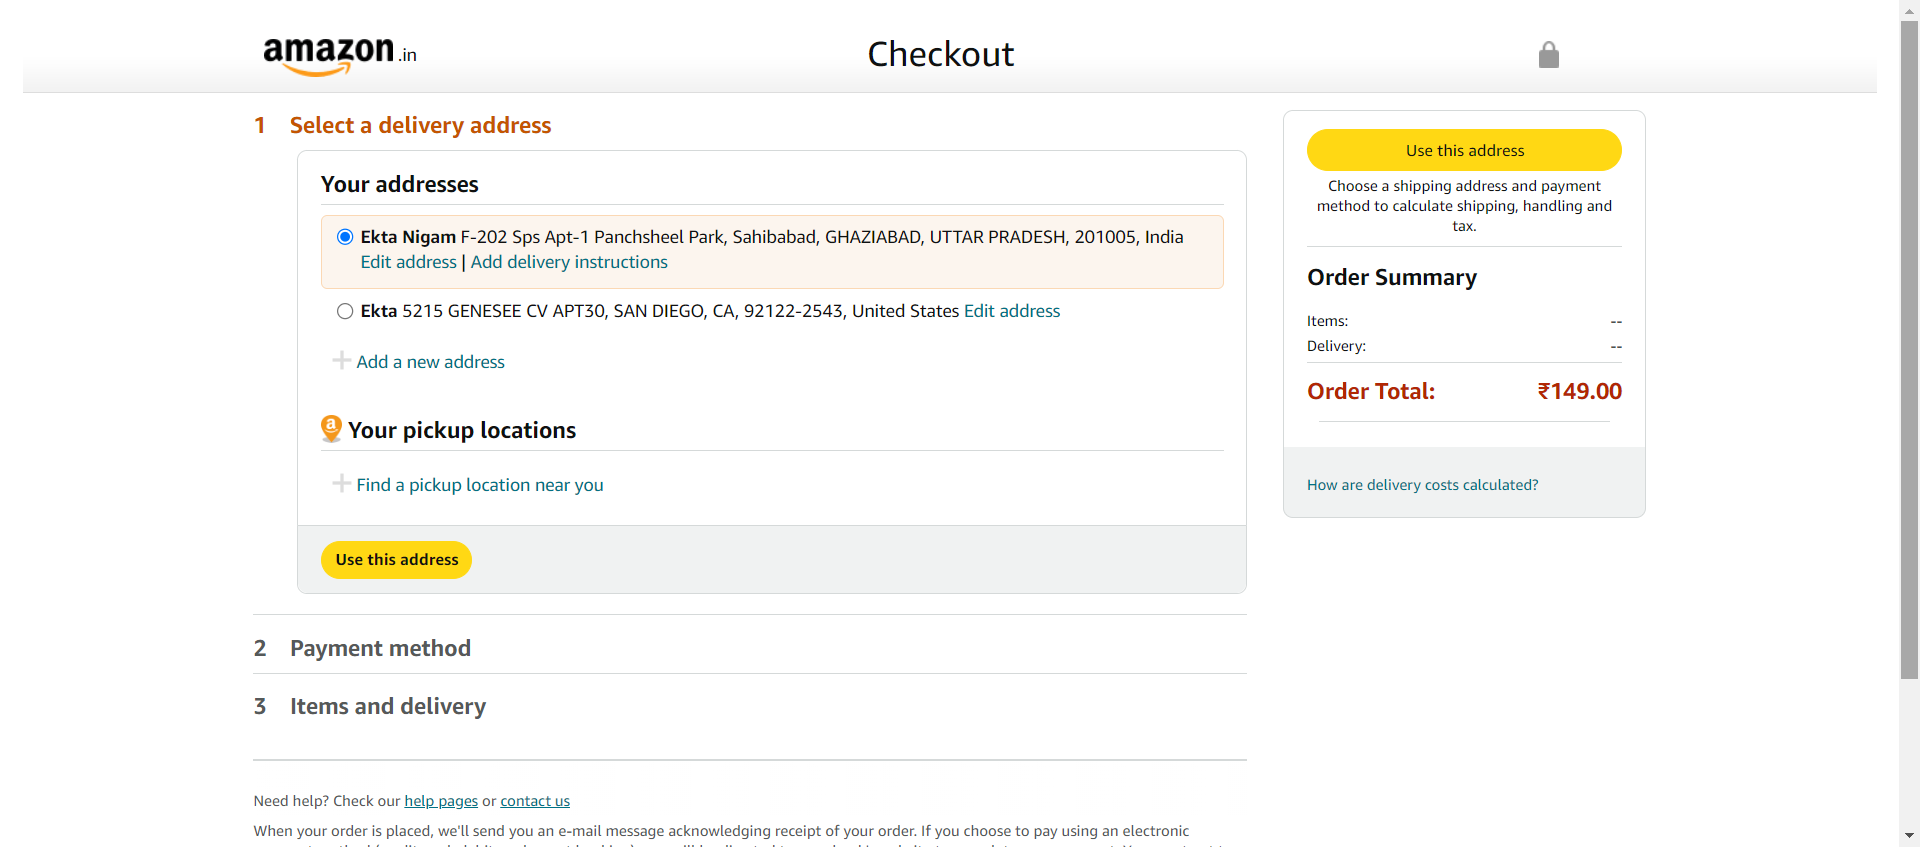 amazon.in
Checkout
1 Select a delivery address
Your addresses
Ekta Nigam F-202 Sps Apt-1 Panchsheel Park, Sahibabad, GHAZIABAD, UTTAR PRADESH, 201005, India
Edit address | Add delivery instructions
Ekta 5215 GENESEE CV APT30, SAN DIEGO, CA, 92122-2543, United States Edit address
Add a new address
a Your pickup locations
Find a pickup location near you
Use this address
2 Payment method
3 Items and delivery
Need help? Check our help pages or contact us
When your order is placed, we'll send you an e-mail message acknowledging receipt of your order. If you choose to pay using an electronic
Use this address
Choose a shipping address and payment
method to calculate shipping, handling and
tax.
Order Summary
Items: --
Delivery: --
Order Total: ₹149.00
How are delivery costs calculated?